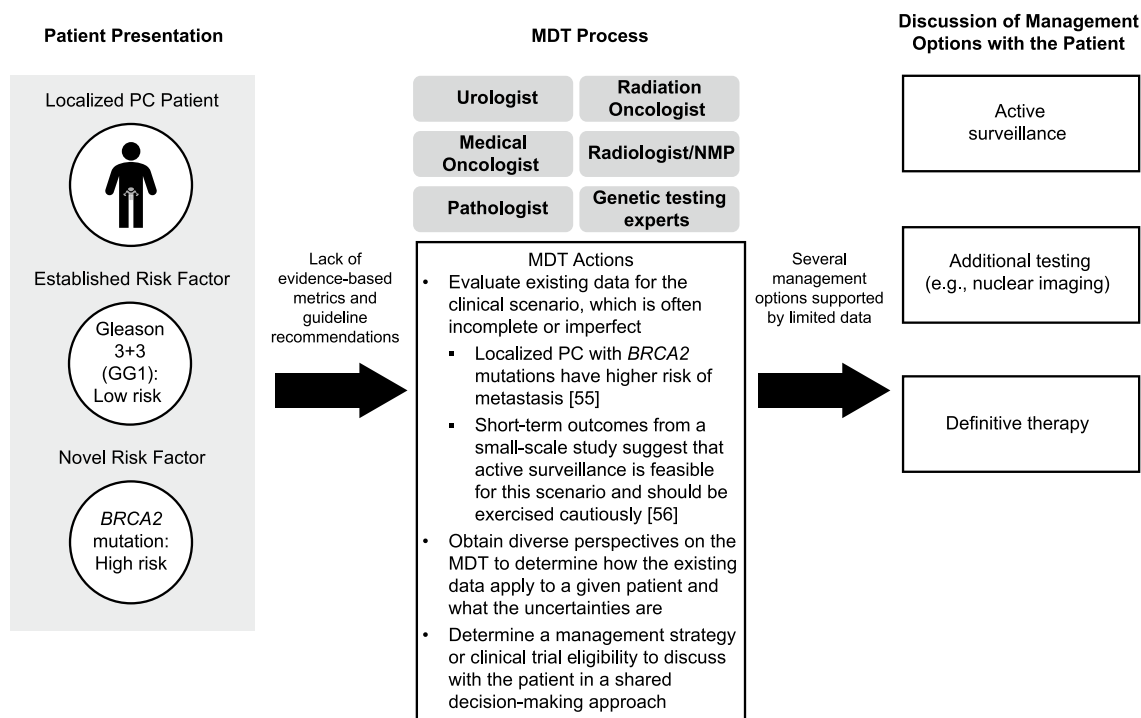 Patient Presentation
Localized PC Patient
Established Risk Factor
Gleason
3+3
(GG1):
Low risk
Novel Risk Factor
BRCA2
mutation:
High risk
Lack of
evidence-based
metrics and
guideline
recommendations
MDT Process
Urologist
Radiation
Oncologist
Medical
Oncologist
Radiologist/NMP
Pathologist
Genetic testing
experts
MDT Actions
• Evaluate existing data for the
clinical scenario, which is often
incomplete or imperfect
▪ Localized PC with BRCA2
mutations have higher risk of
metastasis [55]
▪ Short-term outcomes from a
small-scale study suggest that
active surveillance is feasible
for this scenario and should be
exercised cautiously [56]
• Obtain diverse perspectives on the
MDT to determine how the existing
data apply to a given patient and
what the uncertainties are
• Determine a management strategy
or clinical trial eligibility to discuss
with the patient in a shared
decision-making approach
Several
management
options supported
by limited data
Discussion of Management
Options with the Patient
Active
surveillance
Additional testing
(e.g., nuclear imaging)
Definitive therapy